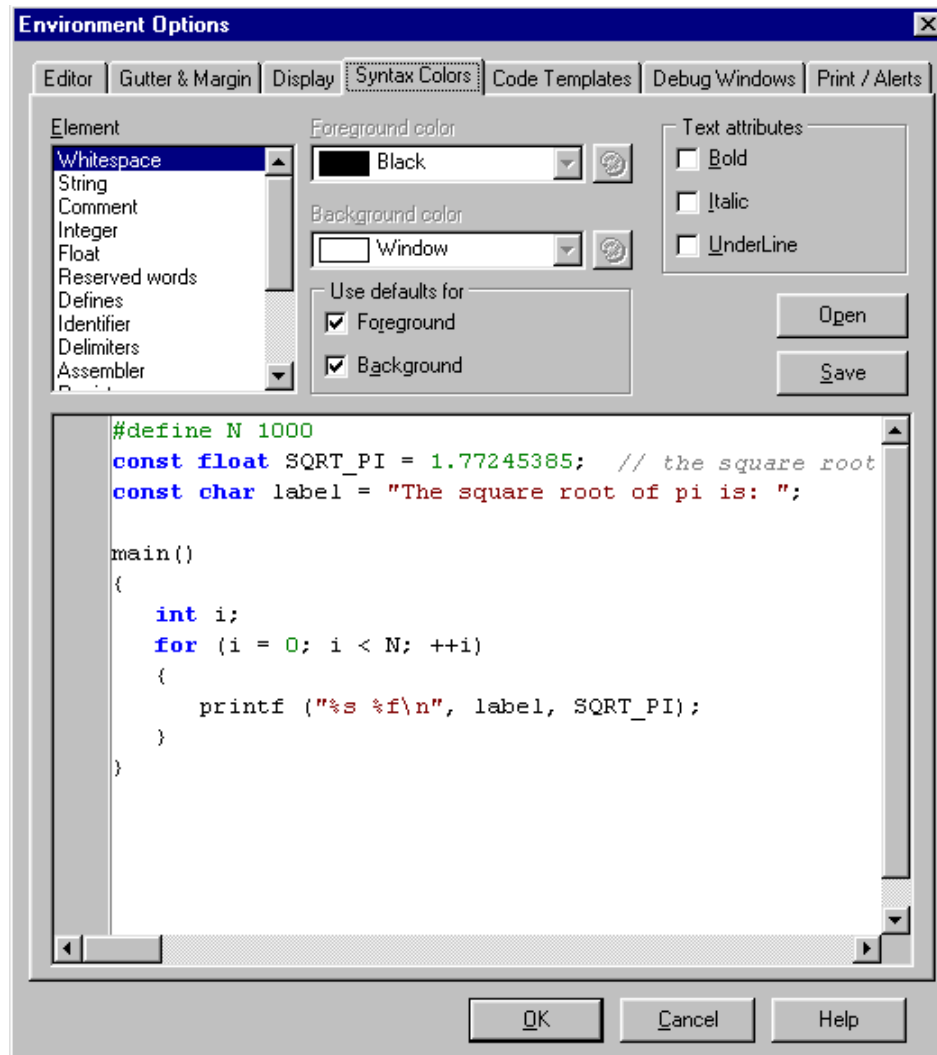 Environment Options
Editor
Gutter & Margin
Display
Syntax Colors
Code Templates
Debug Windows
Print / Alerts
Element
Whitespace
String
Comment
Integer
Float
Reserved words
Defines
Identifier
Delimiters
Assembler
Foreground color
Black
Background color
Window
Use defaults for
Foreground
Background
Text attributes
Bold
Italic
UnderLine
Open
Save
#define N 1000
const float SQRT_PI = 1.77245385;  // the square root
const char label = "The square root of pi is: ";
main()
{
   int i;
   for (i = 0; i < N; ++i)
   {
      printf ("%s %f\n", label, SQRT_PI);
   }
}
OK
Cancel
Help